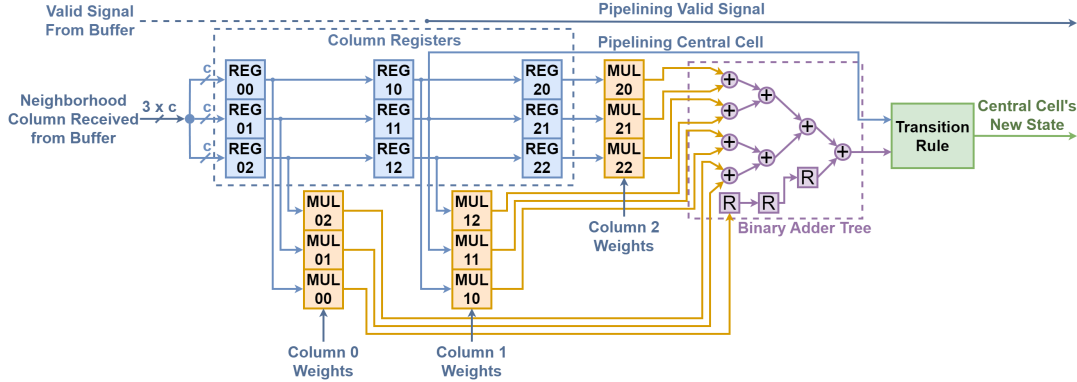 Valid Signal
From Buffer
Pipelining Valid Signal
Column Registers
Pipelining Central Cell
Neighborhood
Column Received
from Buffer
3 x c
c
c
c
REG
00
REG
01
REG
02
REG
10
REG
11
REG
12
REG
20
REG
21
REG
22
MUL
20
MUL
21
MUL
22
+
+
+
+
+
+
+
+
R
R
R
Binary Adder Tree
Transition
Rule
Central Cell's
New State
MUL
02
MUL
01
MUL
00
MUL
12
MUL
11
MUL
10
Column 2
Weights
Column 0
Weights
Column 1
Weights